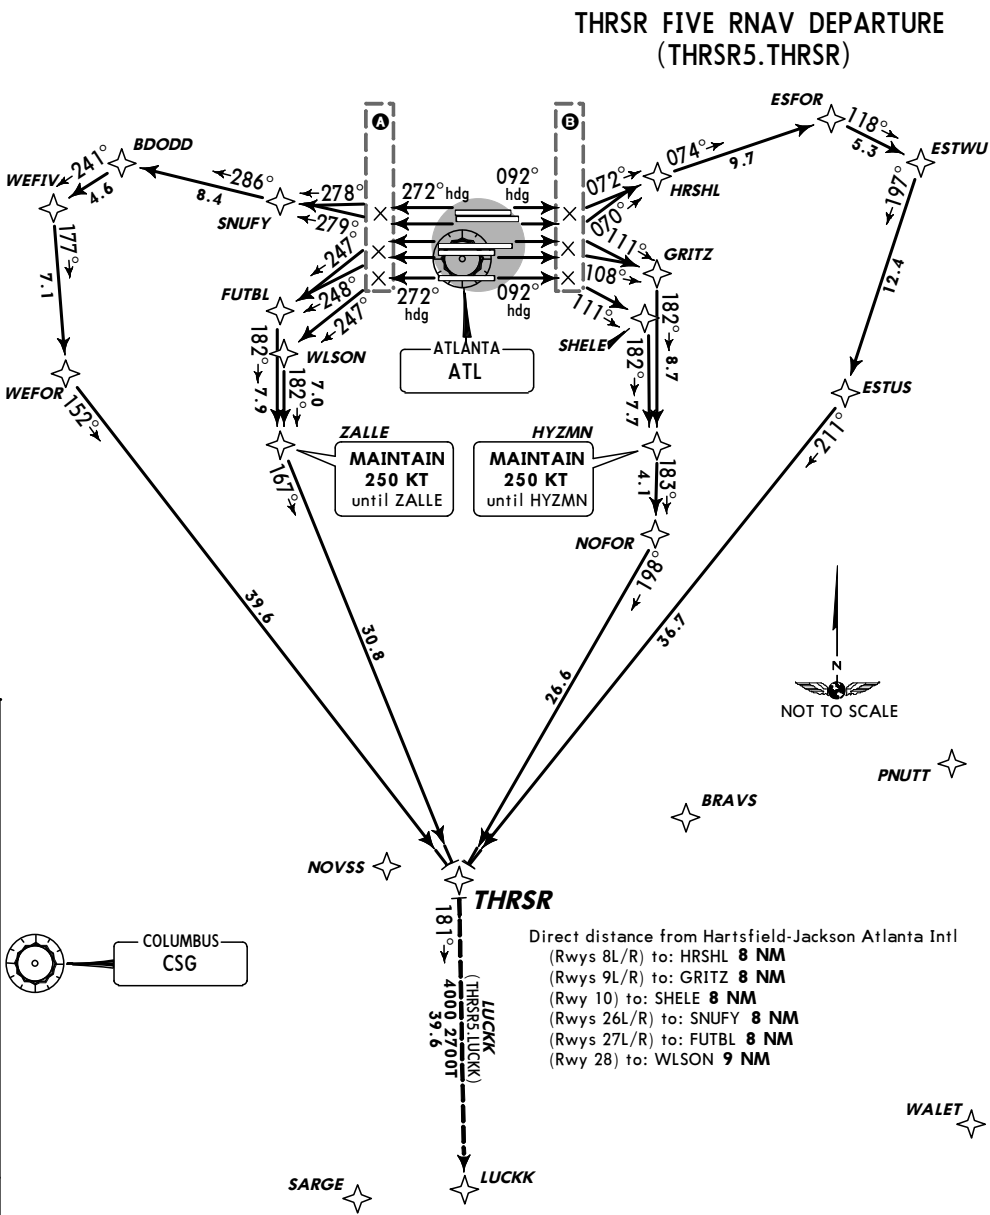 THRSR FIVE RNAV DEPARTURE
(THRSR5.THRSR)
ESFOR
118°
5.3
ESTWU
074°
9.7
HRSHL
197°
12.4
A
B
BDODD
241°
4.6
WEFIV
286°
8.4
SNUFY
278°
279°
272° hdg
092° hdg
072°
070°
247°
248°
247°
111°
108°
111°
GRITZ
177°
7.1
FUTBL
272°
hdg
092°
hdg
SHELE
182°
8.7
WLSON
182°
7.9
182°
7.0
182°
7.7
ATLANTA
ATL
WEFOR
152°
ESTUS
211°
ZALLE
MAINTAIN
250 KT
until ZALLE
HYZMN
MAINTAIN
250 KT
until HYZMN
167°
183°
4.1
NOFOR
198°
39.6
30.8
26.6
36.7
N
NOT TO SCALE
PNUTT
BRAVS
NOVSS
THRSR
181°
COLUMBUS
CSG
Direct distance from Hartsfield-Jackson Atlanta Intl
(Rwys 8L/R) to: HRSHL 8 NM
(Rwys 9L/R) to: GRITZ 8 NM
(Rwy 10) to: SHELE 8 NM
(Rwys 26L/R) to: SNUFY 8 NM
(Rwys 27L/R) to: FUTBL 8 NM
(Rwy 28) to: WLSON 9 NM
LUCKK
(THRSR5.LUCKK)
4000 2700T
39.6
WALET
SARGE
LUCKK